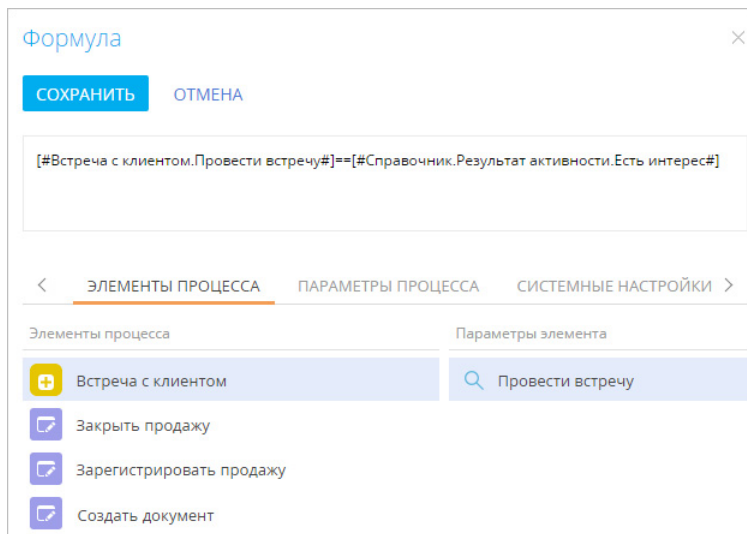 Формула
СОХРАНИТЬ ОТМЕНА
[#Встреча с клиентом.Провести встречу#]==[#Справочник.Результат активности.Есть интерес#]
ЭЛЕМЕНТЫ ПРОЦЕССА ПАРАМЕТРЫ ПРОЦЕССА СИСТЕМНЫЕ НАСТРОЙКИ
Элементы процесса Параметры элемента
Встреча с клиентом Провести встречу
Закрыть продажу
Зарегистрировать продажу
Создать документ